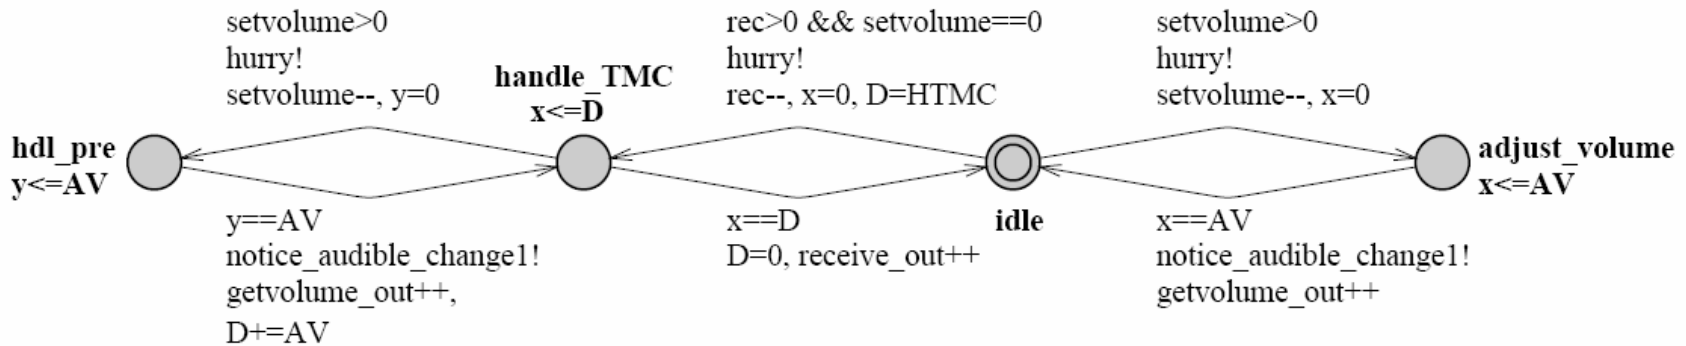 setvolume>0
hurry!
setvolume--, y=0
handle_TMC
x<=D
rec>0 && setvolume==0
hurry!
rec--, x=0, D=HTMC
setvolume>0
hurry!
setvolume--, x=0
hdl_pre
y<=AV
idle
adjust_volume
x<=AV
y==AV
notice_audible_change1!
getvolume_out++,
D+=AV
x==D
D=0, receive_out++
x==AV
notice_audible_change1!
getvolume_out++